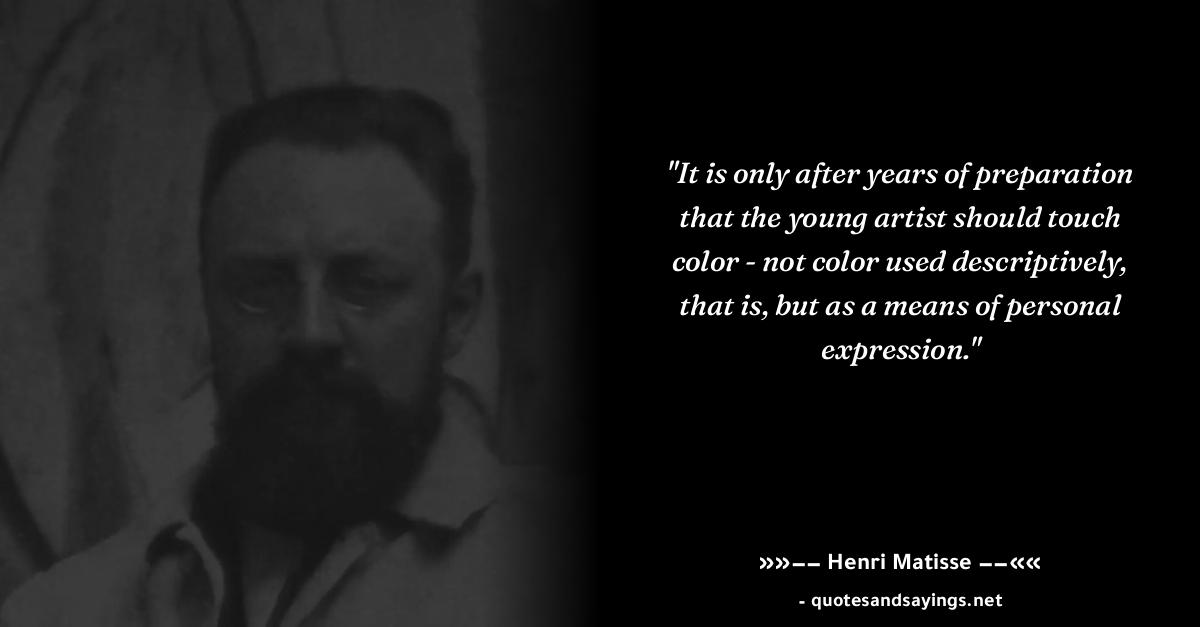 "It is only after years of preparation
that the young artist should touch
color - not color used descriptively,
that is, but as a means of personal
expression."
»»−− Henri Matisse −−««
- quotesandsayings.net